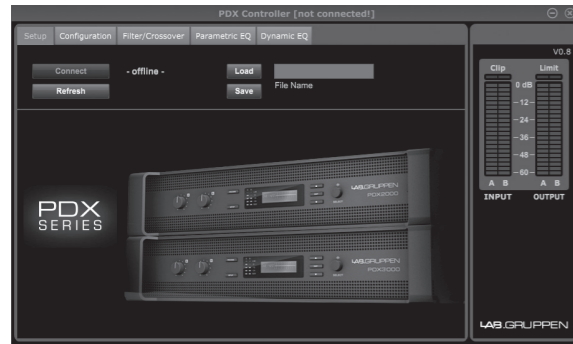 PDX Controller [not connected!]
Setup Configuration Filter/Crossover Parametric EQ Dynamic EQ
Connect - offline - Load
Refresh Save File Name
PDX
SERIES
LAB.GRUPPEN
PDX2000
LAB.GRUPPEN
PDX3000
V0.8
Clip Limit
0 dB
-12-
-24-
-36-
-48-
-60-
A B A B
INPUT OUTPUT
LAB.GRUPPEN